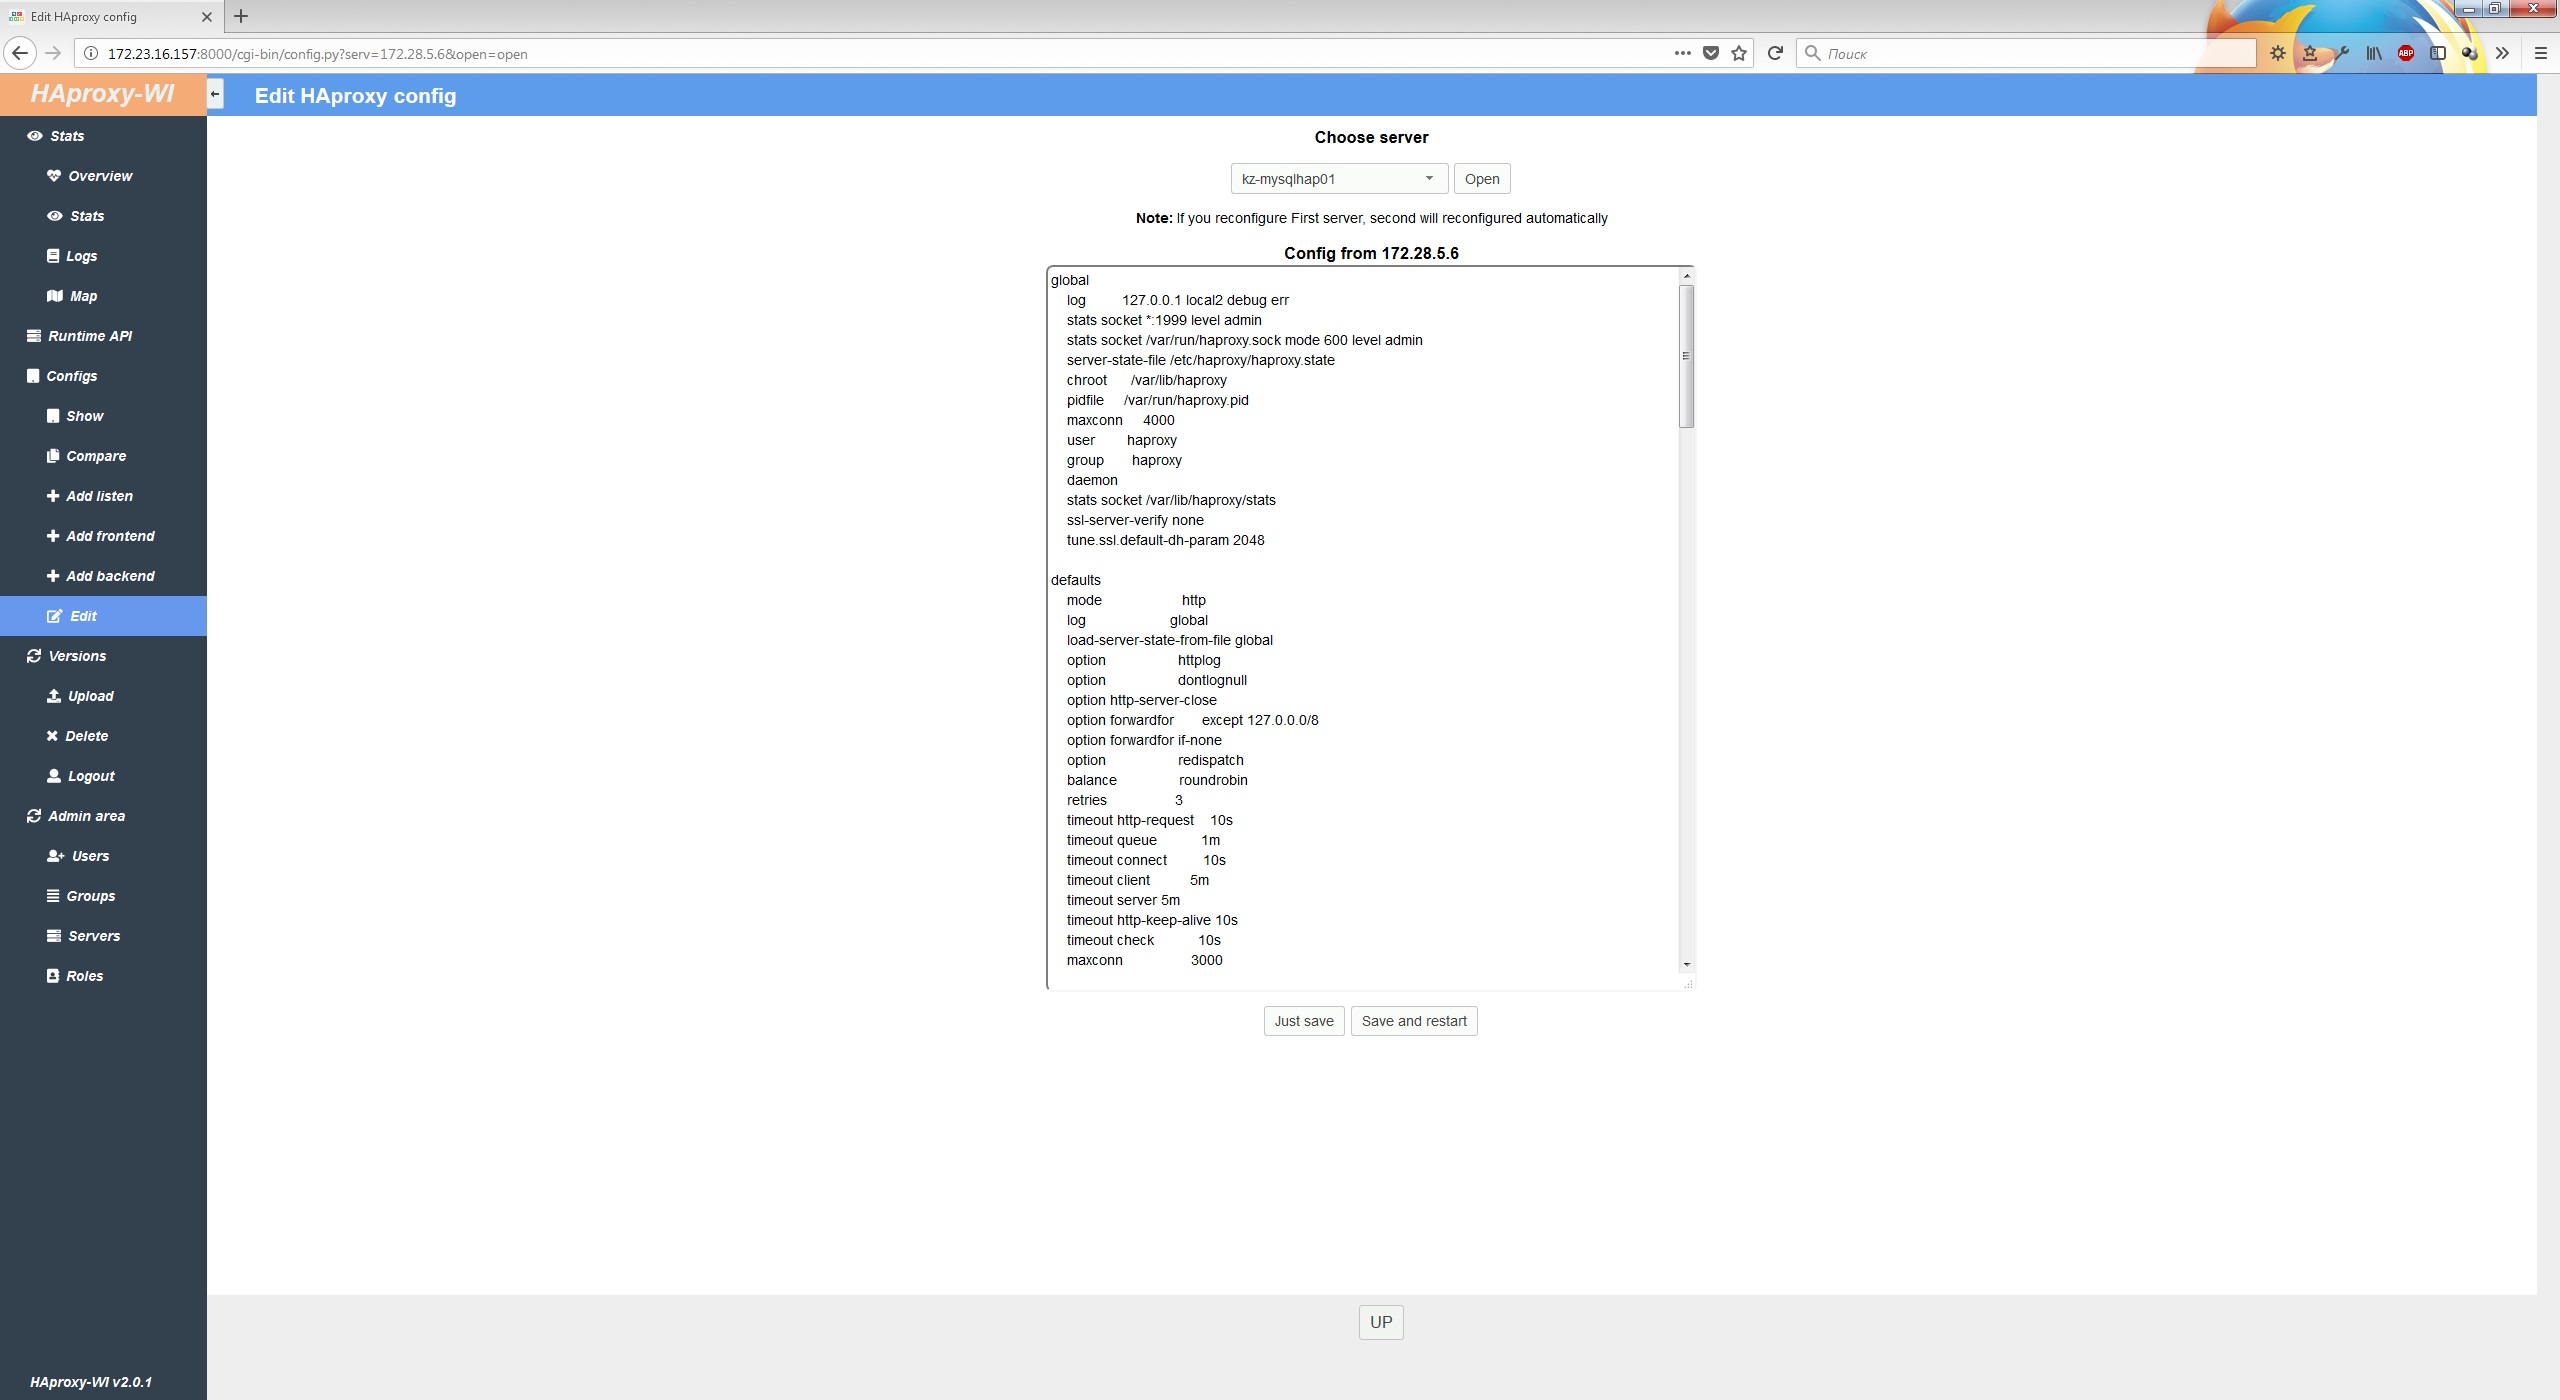 Edit HAproxy config
172.23.16.157:8000/cgi-bin/config.py?serv=172.28.5.6&open=open
Поиск
ABP
HAproxy-WI
Edit HAproxy config
Stats
Overview
Stats
Logs
Map
Runtime API
Configs
Show
Compare
Add listen
Add frontend
Add backend
Edit
Versions
Upload
Delete
Logout
Admin area
Users
Groups
Servers
Roles
HAproxy-WI v2.0.1
Choose server
kz-mysqlhap01 Open
Note: If you reconfigure First server, second will reconfigured automatically
Config from 172.28.5.6
global
log 127.0.0.1 local2 debug err
stats socket *:1999 level admin
stats socket /var/run/haproxy.sock mode 600 level admin
server-state-file /etc/haproxy/haproxy.state
chroot /var/lib/haproxy
pidfile /var/run/haproxy.pid
maxconn 4000
user haproxy
group haproxy
daemon
stats socket /var/lib/haproxy/stats
ssl-server-verify none
tune.ssl.default-dh-param 2048
defaults
mode http
log global
load-server-state-from-file global
option httplog
option dontlognull
option http-server-close
option forwardfor except 127.0.0.0/8
option forwardfor if-none
option redispatch
balance roundrobin
retries 3
timeout http-request 10s
timeout queue 1m
timeout connect 10s
timeout client 5m
timeout server 5m
timeout http-keep-alive 10s
timeout check 10s
maxconn 3000
Just save Save and restart
UP